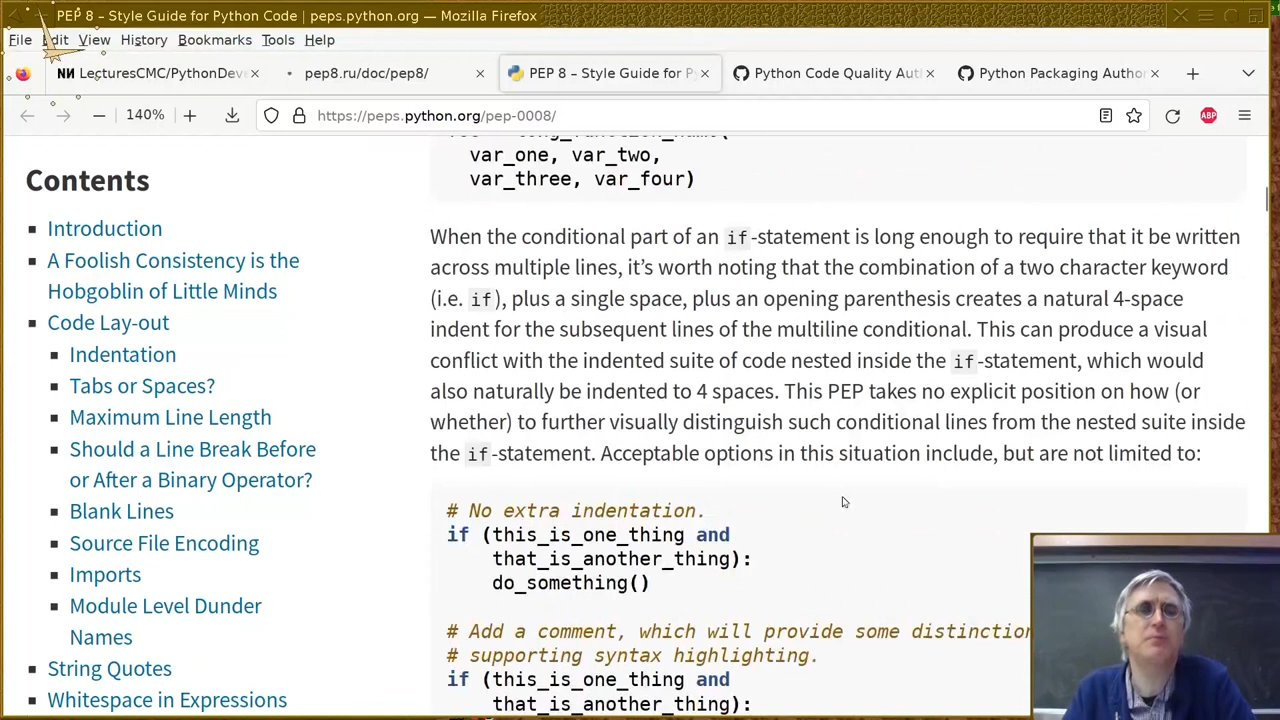 PEP 8 – Style Guide for Python Code | peps.python.org — Mozilla Firefox
File Edit View History Bookmarks Tools Help
LecturesCMC/PythonDeve
pep8.ru/doc/pep8/
PEP 8 – Style Guide for Py
Python Code Quality Auth
Python Packaging Author
140%
https://peps.python.org/pep-0008/
ABP
Contents
Introduction
A Foolish Consistency is the
Hobgoblin of Little Minds
Code Lay-out
Indentation
Tabs or Spaces?
Maximum Line Length
Should a Line Break Before
or After a Binary Operator?
Blank Lines
Source File Encoding
Imports
Module Level Dunder
Names
String Quotes
Whitespace in Expressions
var_one, var_two,
var_three, var_four)
When the conditional part of an if-statement is long enough to require that it be written
across multiple lines, it’s worth noting that the combination of a two character keyword
(i.e. if), plus a single space, plus an opening parenthesis creates a natural 4-space
indent for the subsequent lines of the multiline conditional. This can produce a visual
conflict with the indented suite of code nested inside the if-statement, which would
also naturally be indented to 4 spaces. This PEP takes no explicit position on how (or
whether) to further visually distinguish such conditional lines from the nested suite inside
the if-statement. Acceptable options in this situation include, but are not limited to:
# No extra indentation.
if (this_is_one_thing and
that_is_another_thing):
do_something()
# Add a comment, which will provide some distinction
# supporting syntax highlighting.
if (this_is_one_thing and
that_is_another_thing):